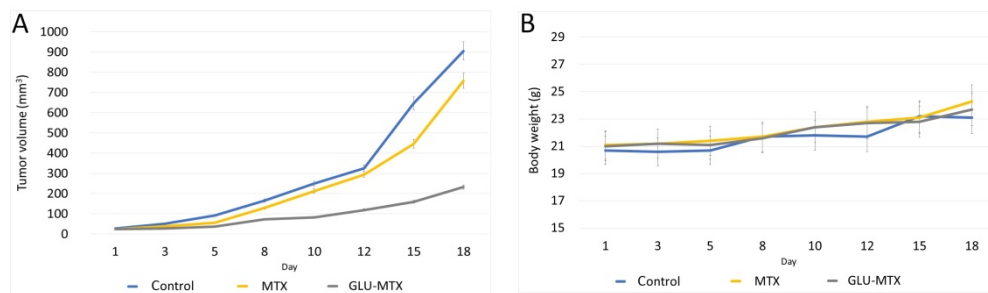 A
Tumor volume (mm³)
1000
900
800
700
600
500
400
300
200
100
0
1 3 5 8 10 12 15 18
Day
Control MTX GLU-MTX
B
Body weight (g)
29
27
25
23
21
19
17
15
1 3 5 8 10 12 15 18
Day
Control MTX GLU-MTX